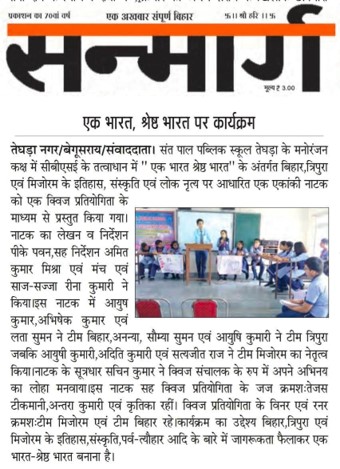 प्रकाशन का ७०वां वर्ष
एक अखबार संपूर्ण बिहार
५॥ श्री हरि ॥५
सन्मार्ग
मूल्य ₹ 3.00
एक भारत, श्रेष्ठ भारत पर कार्यक्रम
तेघड़ा नगर/बेगूसराय/संवाददाता। संत पाल पब्लिक स्कूल तेघड़ा के मनोरंजन
कक्ष में सीबीएसई के तत्वाधान में " एक भारत श्रेष्ठ भारत" के अंतर्गत बिहार,त्रिपुरा
एवं मिजोरम के इतिहास, संस्कृति एवं लोक नृत्य पर आधारित एक एकांकी नाटक
को एक क्विज प्रतियोगिता के
माध्यम से प्रस्तुत किया गया।
नाटक का लेखन व निर्देशन
पीके पवन,सह निर्देशन अमित
कुमार मिश्रा एवं मंच एवं
साज-सज्जा रीना कुमारी ने
किया।इस नाटक में आयुष
कुमार,अभिषेक कुमार एवं
लता सुमन ने टीम बिहार,अनन्या, सौम्या सुमन एवं आयुषि कुमारी ने टीम त्रिपुरा
जबकि आयुषी कुमारी,अदिति कुमारी एवं सत्यजीत राज ने टीम मिजोरम का नेतृत्व
किया।नाटक के सूत्रधार सचिन कुमार ने क्विज संचालक के रुप में अपने अभिनय
का लोहा मनवाया।इस नाटक सह क्विज प्रतियोगिता के जज क्रमशःतेजस
टीकमानी,अन्तरा कुमारी एवं कृतिका रहीं। क्विज प्रतियोगिता के विनर एवं रनर
क्रमशःटीम मिजोरम एवं टीम बिहार रहे।कार्यक्रम का उद्देश्य बिहार,त्रिपुरा एवं
मिजोरम के इतिहास,संस्कृति,पर्व-त्यौहार आदि के बारे में जागरूकता फैलाकर एक
भारत-श्रेष्ठ भारत बनाना है।